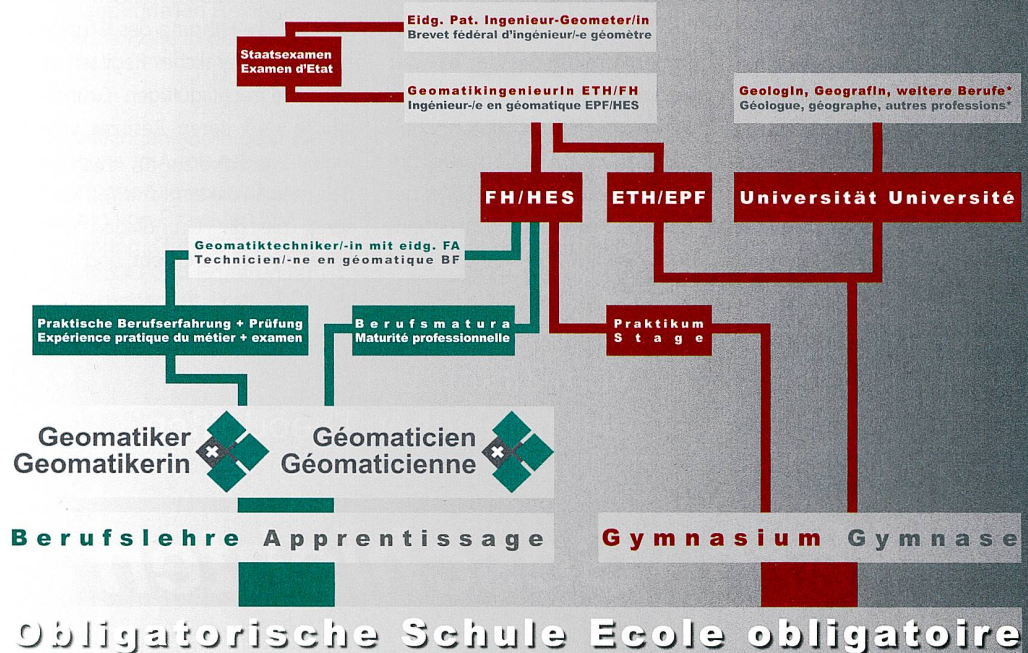 Eidg. Pat. Ingenieur-Geometer/in
Brevet fédéral d'ingénieur/-e géomètre
Staatsexamen
Examen d'Etat
GeomatikingenieurIn ETH/FH
Ingénieur-/e en géomatique EPF/HES
GeologIn, GeografIn, weitere Berufe*
Géologue, géographe, autres professions*
FH/HES
ETH/EPF
Universität Université
Geomatiktechniker/-in mit eidg. FA
Technicien/-ne en géomatique BF
Praktische Berufserfahrung + Prüfung
Expérience pratique du métier + examen
Berufsmatura
Maturité professionnelle
Praktikum
Stage
Geomatiker
Geomatikerin
Géomaticien
Géomaticienne
Berufslehre Apprentissage
Gymnasium Gymnase
Obligatorische Schule Ecole obligatoire